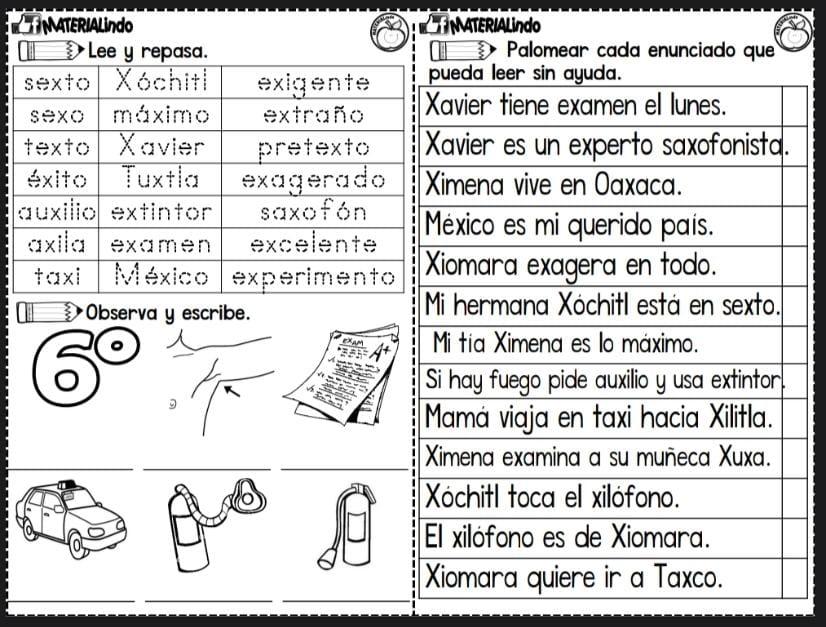 MATERIALindo
Lee y repasa.
sexto Xóchitl exigente
sexo máximo extraño
texto Xavier pretexto
éxito Tuxtla exagerado
auxilio extintor saxofón
axila examen excelente
taxi México experimento
Observa y escribe.
6º
EXAM
A+
MATERIALindo
Palomear cada enunciado que
pueda leer sin ayuda.
Xavier tiene examen el lunes.
Xavier es un experto saxofonista.
Ximena vive en Oaxaca.
México es mi querido país.
Xiomara exagera en todo.
Mi hermana Xóchitl está en sexto.
Mi tía Ximena es lo máximo.
Si hay fuego pide auxilio y usa extintor.
Mamá viaja en taxi hacia Xilitla.
Ximena examina a su muñeca Xuxa.
Xóchitl toca el xilófono.
El xilófono es de Xiomara.
Xiomara quiere ir a Taxco.